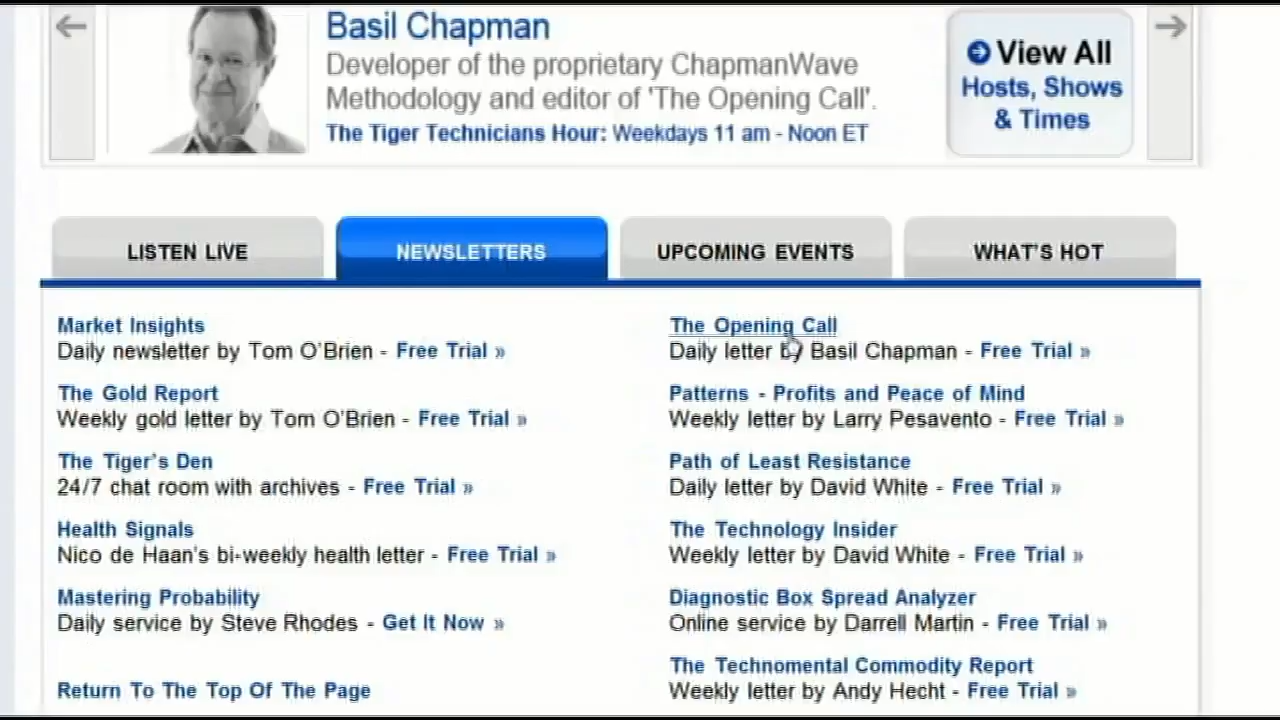 Basil Chapman
Developer of the proprietary ChapmanWave
Methodology and editor of 'The Opening Call'.
The Tiger Technicians Hour: Weekdays 11 am - Noon ET
View All
Hosts, Shows
& Times
LISTEN LIVE
NEWSLETTERS
UPCOMING EVENTS
WHAT'S HOT
Market Insights
Daily newsletter by Tom O'Brien - Free Trial »
The Gold Report
Weekly gold letter by Tom O'Brien - Free Trial »
The Tiger's Den
24/7 chat room with archives - Free Trial »
Health Signals
Nico de Haan's bi-weekly health letter - Free Trial »
Mastering Probability
Daily service by Steve Rhodes - Get It Now »
Return To The Top Of The Page
The Opening Call
Daily letter by Basil Chapman - Free Trial »
Patterns - Profits and Peace of Mind
Weekly letter by Larry Pesavento - Free Trial »
Path of Least Resistance
Daily letter by David White - Free Trial »
The Technology Insider
Weekly letter by David White - Free Trial »
Diagnostic Box Spread Analyzer
Online service by Darrell Martin - Free Trial »
The Technomental Commodity Report
Weekly letter by Andy Hecht - Free Trial »